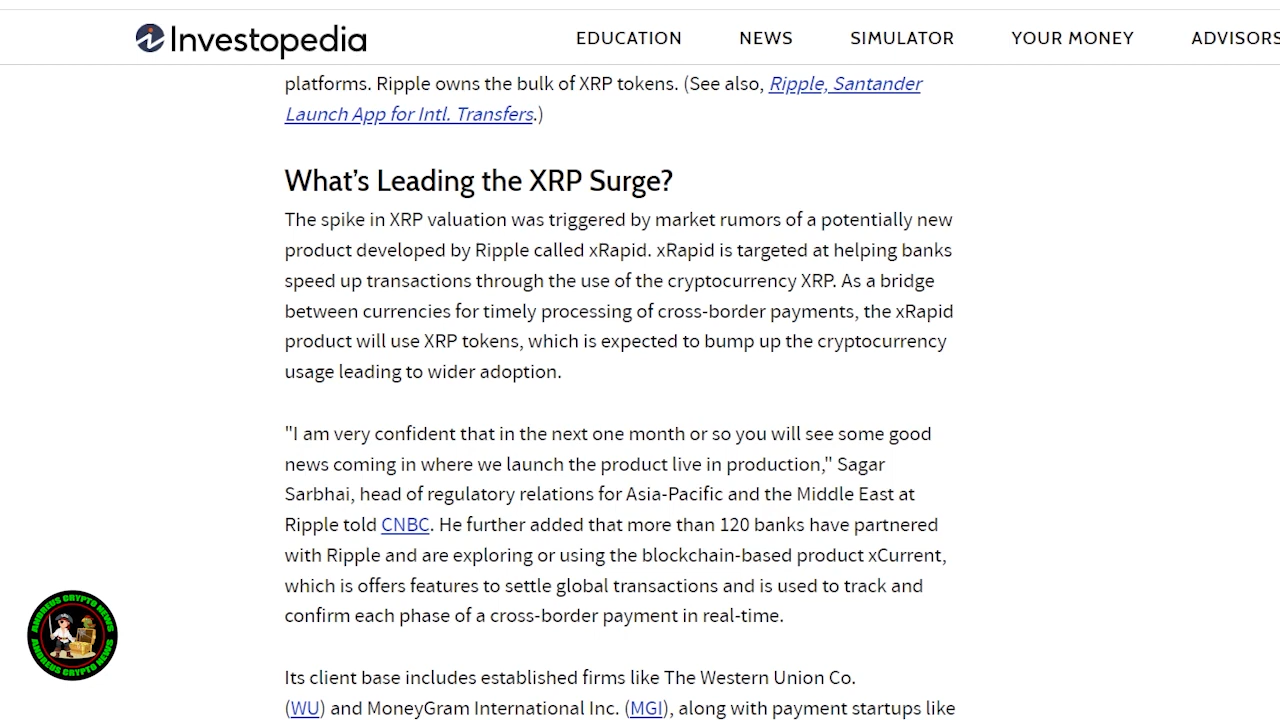 Investopedia
EDUCATION NEWS SIMULATOR YOUR MONEY ADVISORS
platforms. Ripple owns the bulk of XRP tokens. (See also, Ripple, Santander
Launch App for Intl. Transfers.)
What's Leading the XRP Surge?
The spike in XRP valuation was triggered by market rumors of a potentially new
product developed by Ripple called xRapid. xRapid is targeted at helping banks
speed up transactions through the use of the cryptocurrency XRP. As a bridge
between currencies for timely processing of cross-border payments, the xRapid
product will use XRP tokens, which is expected to bump up the cryptocurrency
usage leading to wider adoption.
"I am very confident that in the next one month or so you will see some good
news coming in where we launch the product live in production," Sagar
Sarbhai, head of regulatory relations for Asia-Pacific and the Middle East at
Ripple told CNBC. He further added that more than 120 banks have partnered
with Ripple and are exploring or using the blockchain-based product xCurrent,
which is offers features to settle global transactions and is used to track and
confirm each phase of a cross-border payment in real-time.
Its client base includes established firms like The Western Union Co.
(WU) and MoneyGram International Inc. (MGI), along with payment startups like
ANDREUS CRYPTO NEWS
ANDREUS CRYPTO NEWS